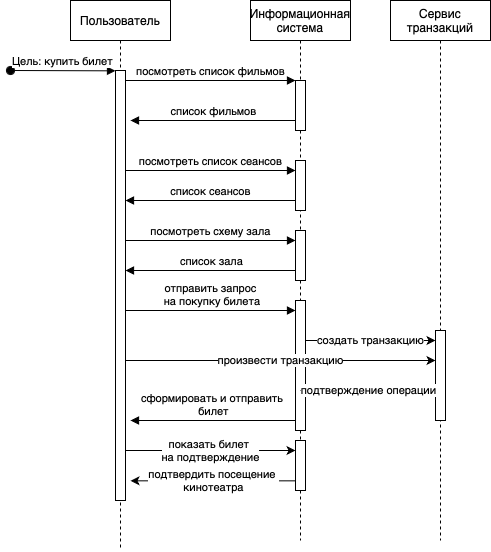 Пользователь
Информационная
система
Сервис
транзакций
Цель: купить билет
посмотреть список фильмов
список фильмов
посмотреть список сеансов
список сеансов
посмотреть схему зала
список зала
отправить запрос
на покупку билета
создать транзакцию
произвести транзакцию
подтверждение операции
сформировать и отправить
билет
показать билет
на подтверждение
подтвердить посещение
кинотеатра